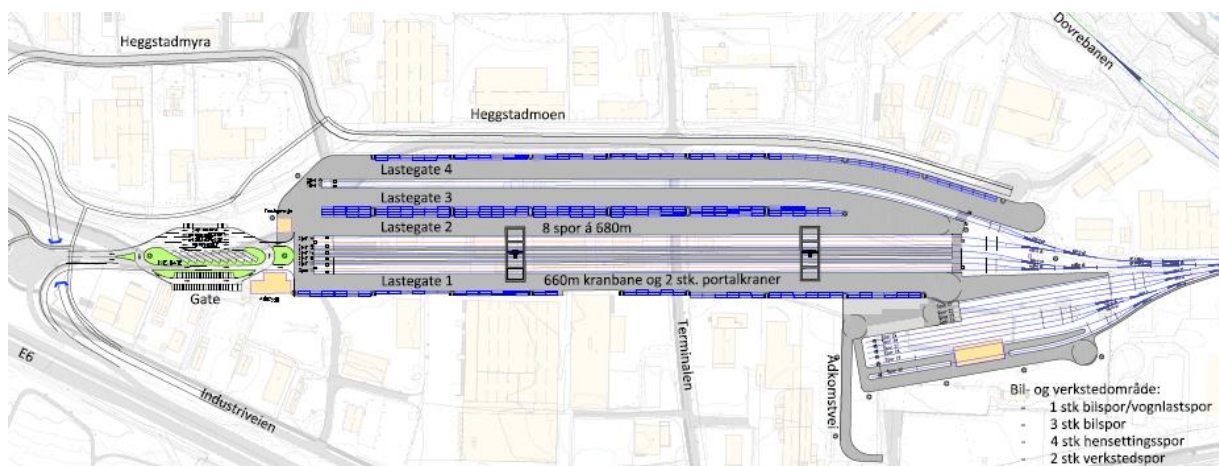 Heggstadmyra
Dovrebanen
Heggstadmoen
Lastegate 4
Lastegate 3
Lastegate 2
8 spor á 680m
Lastegate 1
660m kranbane og 2 stk. portalkraner
Gate
Terminalen
Adkomstvei
E6
Industriveien
Bil- og verkstedområde:
- 1 stk bilspor/vognlastspor
- 3 stk bilspor
- 4 stk hensettingsspor
- 2 stk verkstedspor